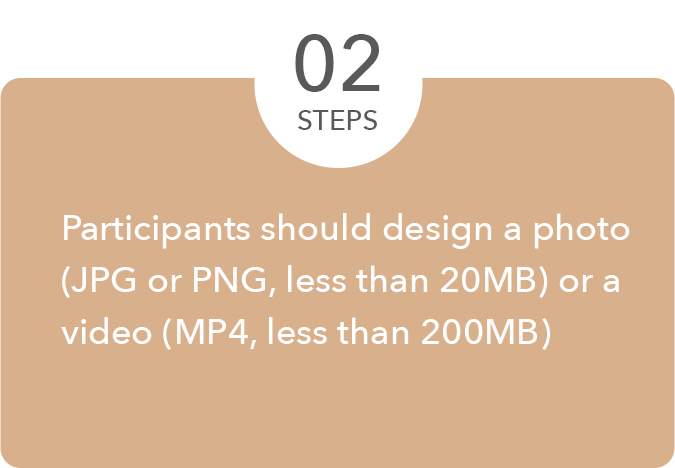 02
STEPS
Participants should design a photo
(JPG or PNG, less than 20MB) or a
video (MP4, less than 200MB)